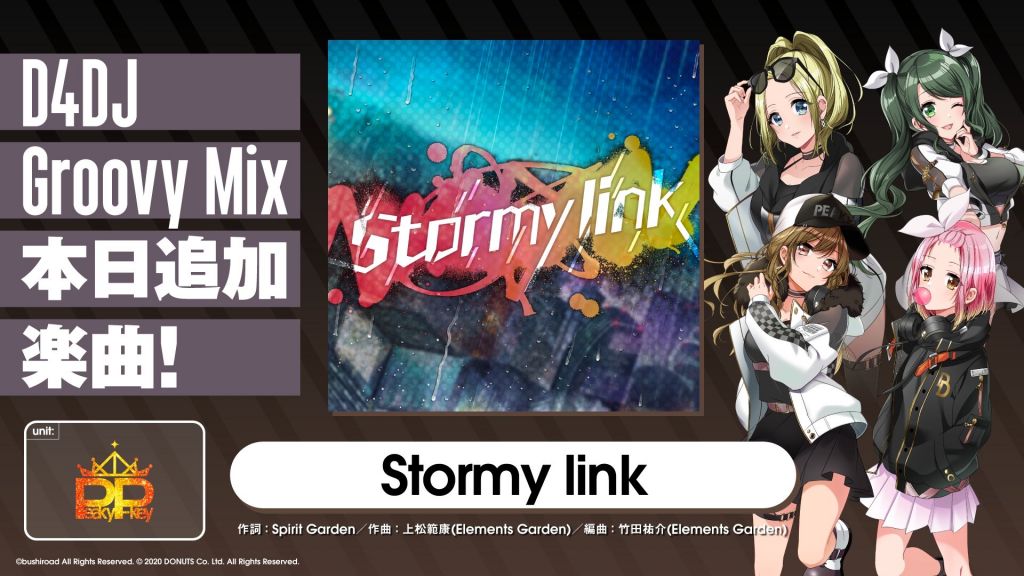 D4DJ
Groovy Mix
本日追加
楽曲!
Stormy link
PEA
B
unit:
Peaky P-key
Stormy link
作詞:Spirit Garden/作曲:上松範康(Elements Garden)/編曲:竹田祐介(Elements Garden)
©bushiroad All Rights Reserved. © 2020 DONUTS Co. Ltd. All Rights Reserved.